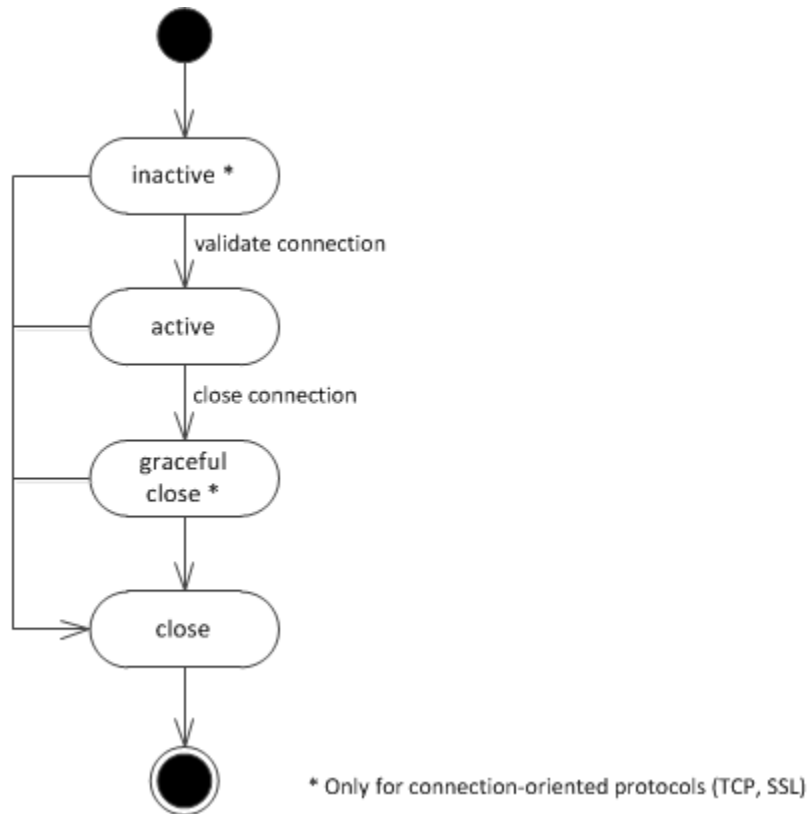 inactive *
validate connection
active
close connection
graceful
close *
close
* Only for connection-oriented protocols (TCP, SSL)